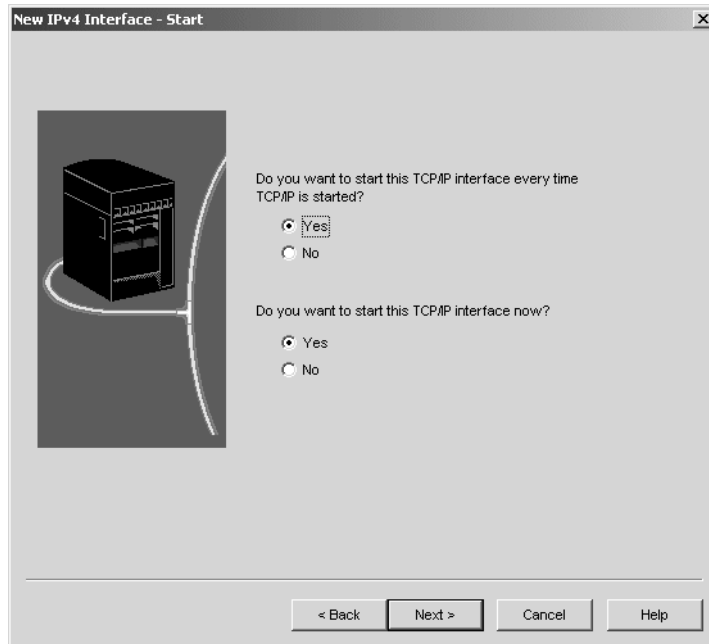 New IPv4 Interface - Start
Do you want to start this TCP/IP interface every time
TCP/IP is started?
Yes
No
Do you want to start this TCP/IP interface now?
Yes
No
< Back
Next >
Cancel
Help